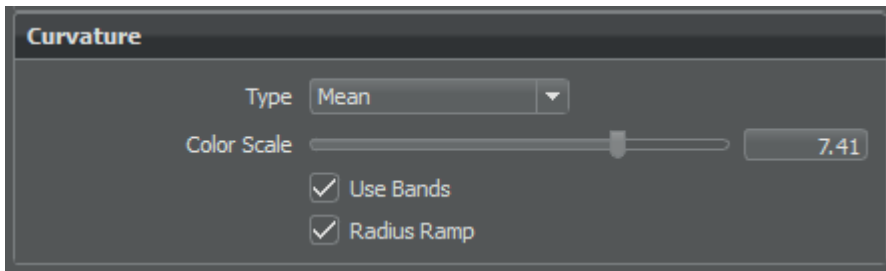 Curvature
Type Mean
Color Scale 7.41
Use Bands
Radius Ramp